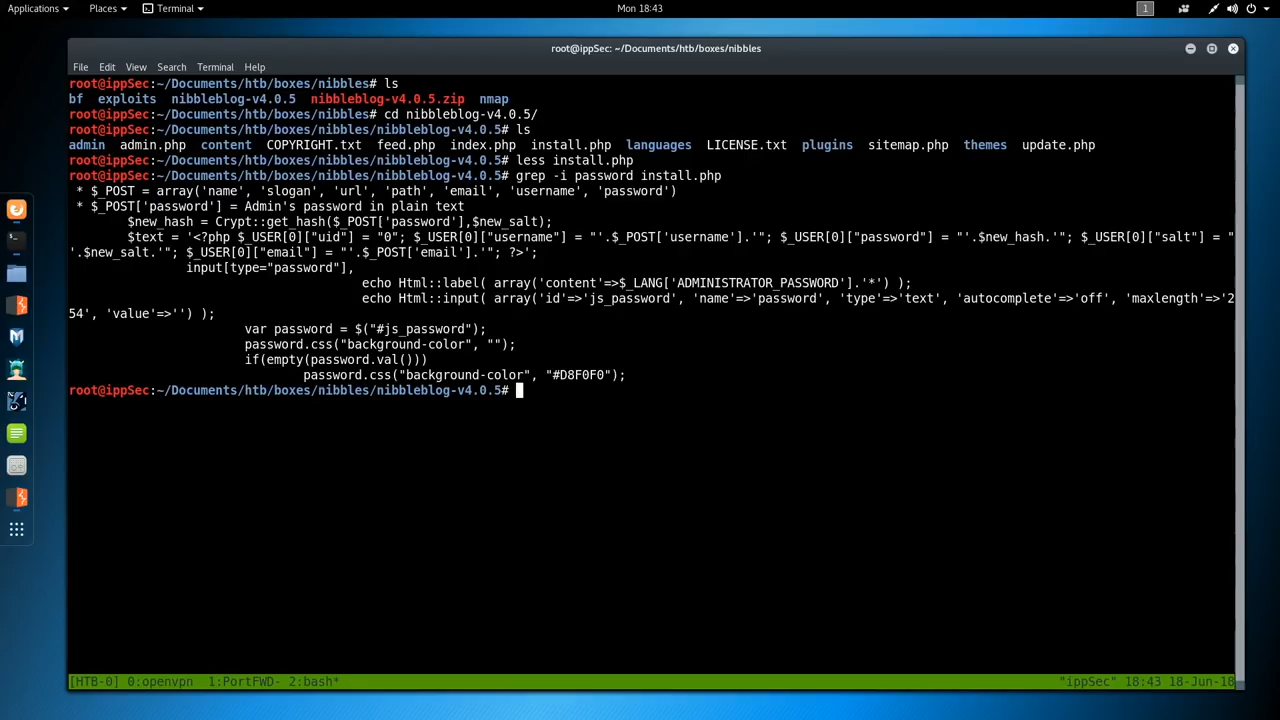 Applications Places Terminal Mon 18:43 1
root@ippSec: ~/Documents/htb/boxes/nibbles
File Edit View Search Terminal Help
root@ippSec:~/Documents/htb/boxes/nibbles# ls
bf exploits nibbleblog-v4.0.5 nibbleblog-v4.0.5.zip nmap
root@ippSec:~/Documents/htb/boxes/nibbles# cd nibbleblog-v4.0.5/
root@ippSec:~/Documents/htb/boxes/nibbles/nibbleblog-v4.0.5# ls
admin admin.php content COPYRIGHT.txt feed.php index.php install.php languages LICENSE.txt plugins sitemap.php themes update.php
root@ippSec:~/Documents/htb/boxes/nibbles/nibbleblog-v4.0.5# less install.php
root@ippSec:~/Documents/htb/boxes/nibbles/nibbleblog-v4.0.5# grep -i password install.php
 * $_POST = array('name', 'slogan', 'url', 'path', 'email', 'username', 'password')
 * $_POST['password'] = Admin's password in plain text
        $new_hash = Crypt::get_hash($_POST['password'],$new_salt);
        $text = '<?php $_USER[0]["uid"] = "0"; $_USER[0]["username"] = "'.$_POST['username'].'"; $_USER[0]["password"] = "'.$new_hash.'"; $_USER[0]["salt"] = "
'.$new_salt.'"; $_USER[0]["email"] = "'.$_POST['email'].'"; ?>';
                input[type="password"],
                                        echo Html::label( array('content'=>$_LANG['ADMINISTRATOR_PASSWORD'].'*') );
                                        echo Html::input( array('id'=>'js_password', 'name'=>'password', 'type'=>'text', 'autocomplete'=>'off', 'maxlength'=>'2
54', 'value'=>'') );
                        var password = $("#js_password");
                        password.css("background-color", "");
                        if(empty(password.val()))
                                password.css("background-color", "#D8F0F0");
root@ippSec:~/Documents/htb/boxes/nibbles/nibbleblog-v4.0.5#
[HTB-0] 0:openvpn 1:PortFWD- 2:bash* "ippSec" 18:43 18-Jun-18